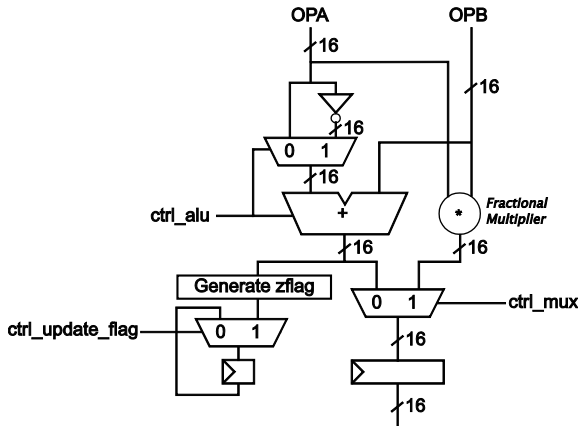 OPA OPB
16
16
16
0 1
16
ctrl_alu
+
*
Fractional
Multiplier
16
16
Generate zflag
0 1
ctrl_mux
ctrl_update_flag
0 1
16
16